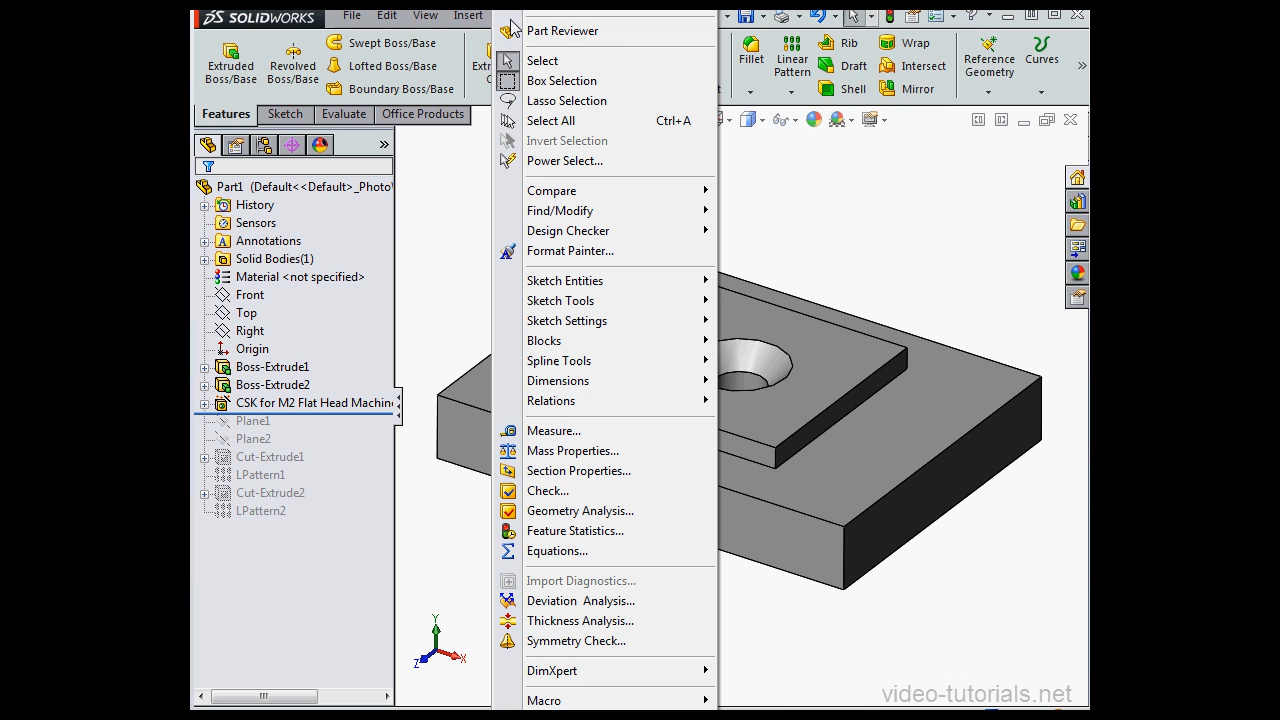 SOLIDWORKS File Edit View Insert
Part Reviewer
Extruded Boss/Base
Revolved Boss/Base
Swept Boss/Base
Lofted Boss/Base
Boundary Boss/Base
Fillet
Linear Pattern
Rib
Draft
Shell
Wrap
Intersect
Mirror
Reference Geometry
Curves
Features Sketch Evaluate Office Products
Part1 (Default<<Default>_Photo
History
Sensors
Annotations
Solid Bodies(1)
Material <not specified>
Front
Top
Right
Origin
Boss-Extrude1
Boss-Extrude2
CSK for M2 Flat Head Machin
Plane1
Plane2
Cut-Extrude1
LPattern1
Cut-Extrude2
LPattern2
Select
Box Selection
Lasso Selection
Select All Ctrl+A
Invert Selection
Power Select...
Compare
Find/Modify
Design Checker
Format Painter...
Sketch Entities
Sketch Tools
Sketch Settings
Blocks
Spline Tools
Dimensions
Relations
Measure...
Mass Properties...
Section Properties...
Check...
Geometry Analysis...
Feature Statistics...
Equations...
Import Diagnostics...
Deviation Analysis...
Thickness Analysis...
Symmetry Check...
DimXpert
Macro
Y
X
Z
video-tutorials.net